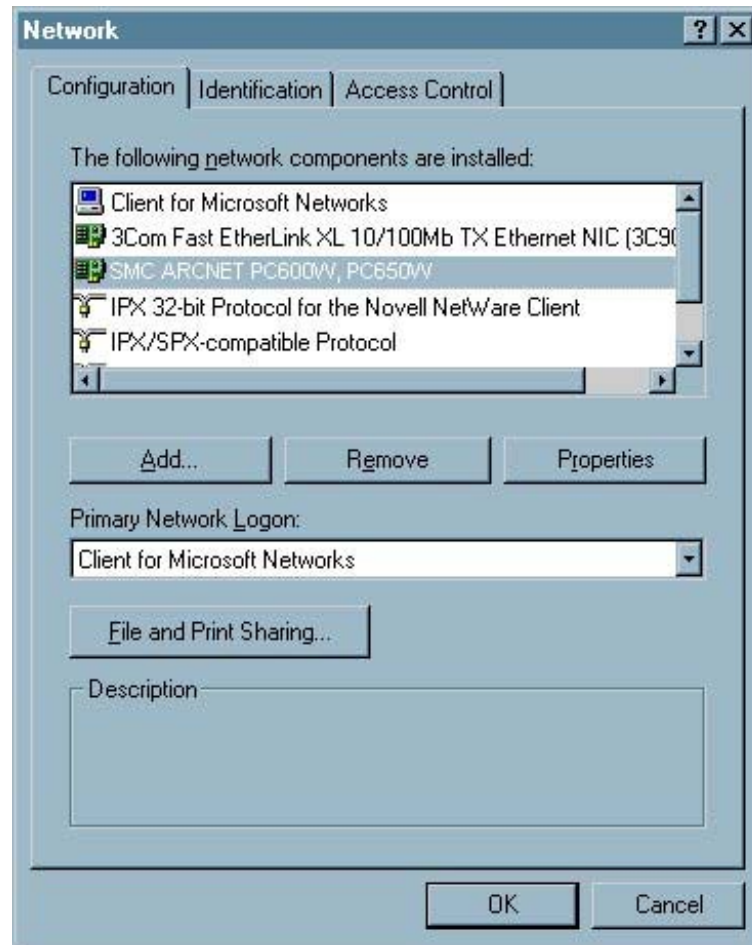 Network
Configuration
Identification
Access Control
The following network components are installed:
Client for Microsoft Networks
3Com Fast EtherLink XL 10/100Mb TX Ethernet NIC (3C90
SMC ARCNET PC600W, PC650W
IPX 32-bit Protocol for the Novell NetWare Client
IPX/SPX-compatible Protocol
Add...
Remove
Properties
Primary Network Logon:
Client for Microsoft Networks
File and Print Sharing...
Description
OK
Cancel